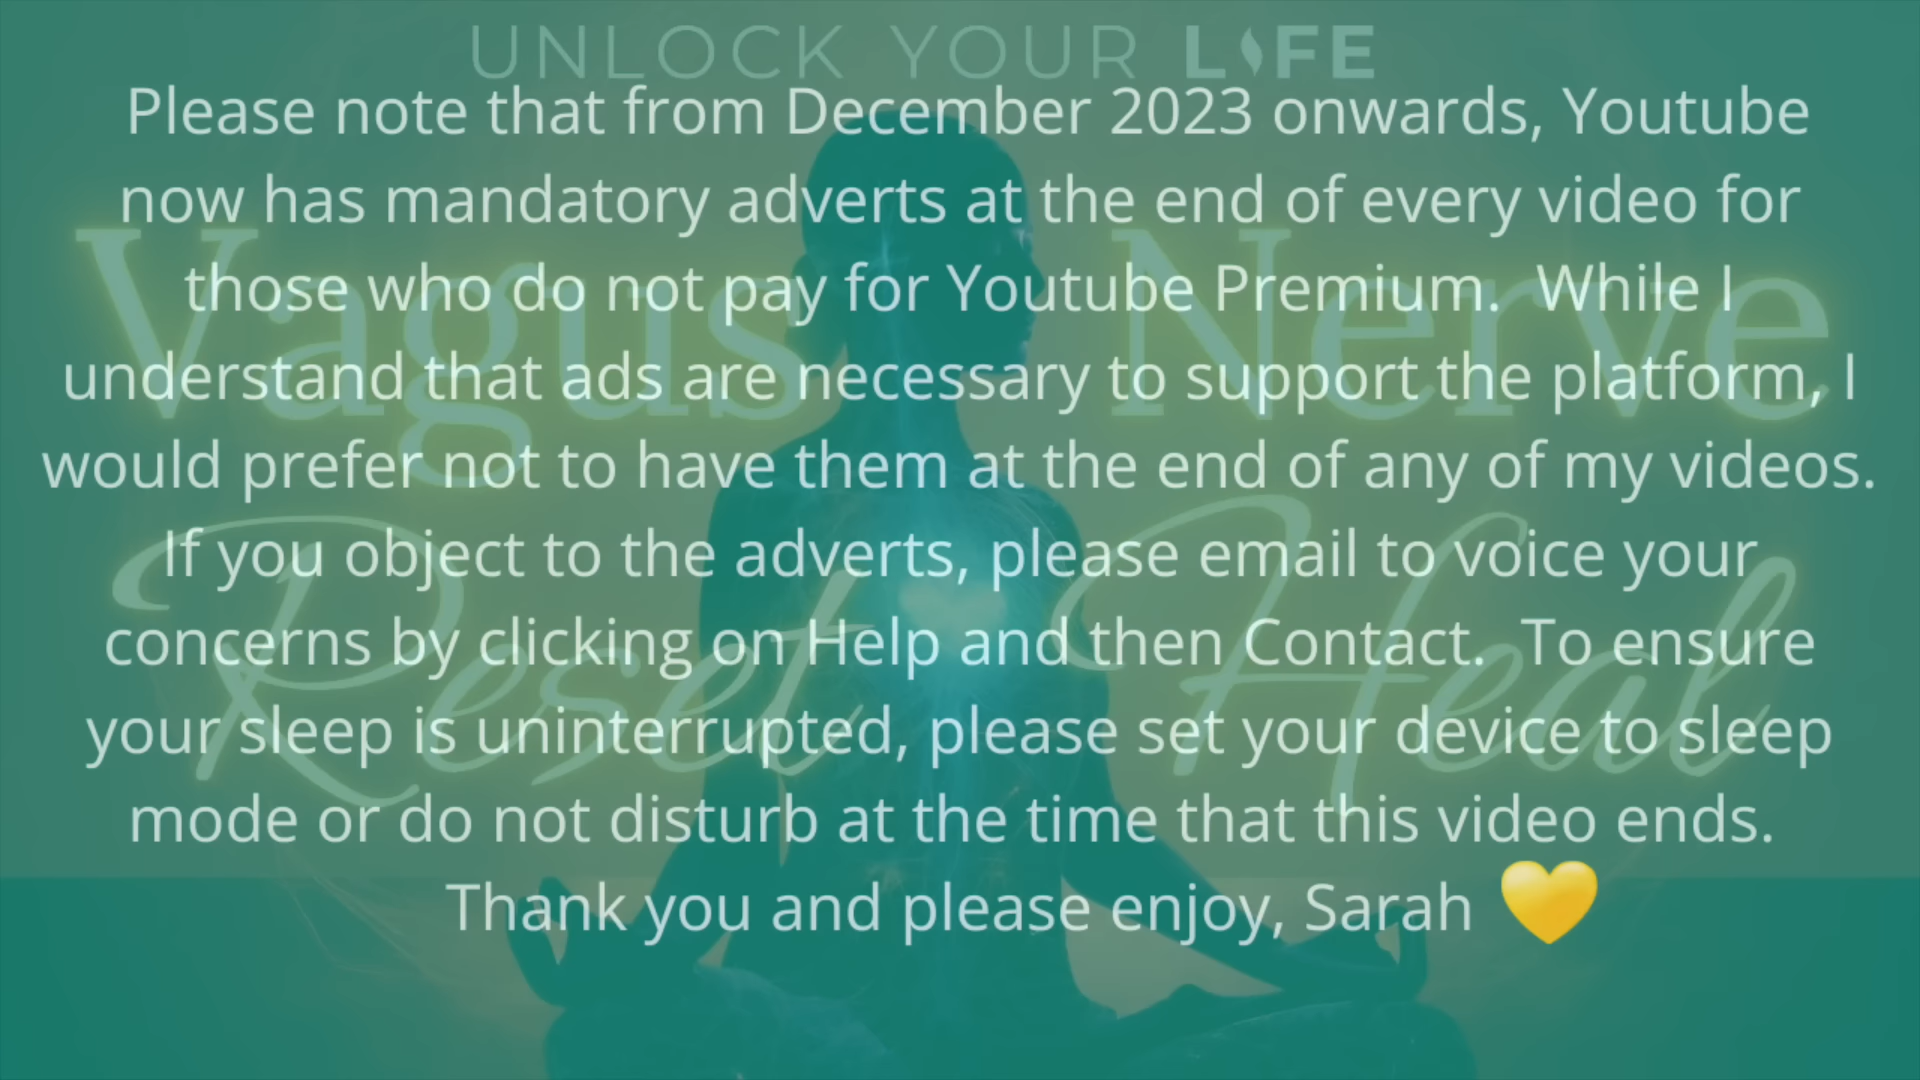 UNLOCK YOUR LIFE
Please note that from December 2023 onwards, Youtube
now has mandatory adverts at the end of every video for
those who do not pay for Youtube Premium.  While I
understand that ads are necessary to support the platform, I
would prefer not to have them at the end of any of my videos.
If you object to the adverts, please email to voice your
concerns by clicking on Help and then Contact.  To ensure
your sleep is uninterrupted, please set your device to sleep
mode or do not disturb at the time that this video ends.
Thank you and please enjoy, Sarah 💛
Vagus Nerve
Reset Heal